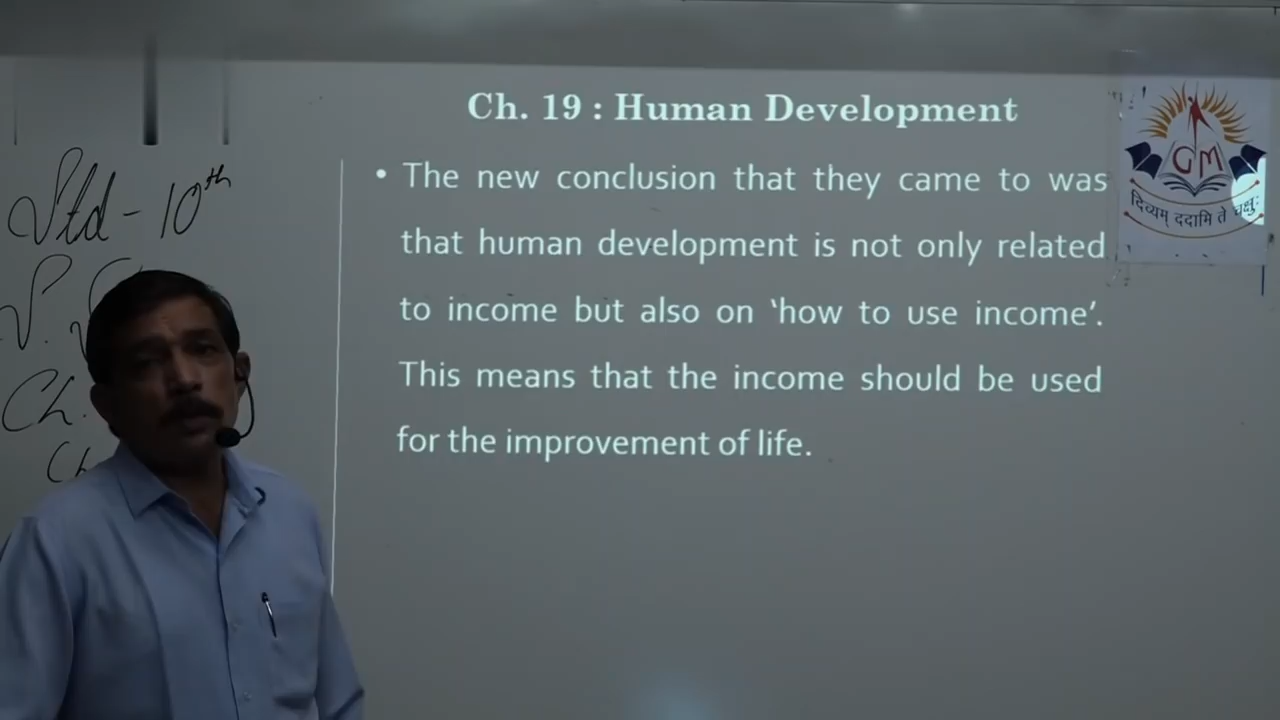 Ch. 19 : Human Development
• The new conclusion that they came to was
that human development is not only related
to income but also on ‘how to use income’.
This means that the income should be used
for the improvement of life.
Std - 10th
S. S
Ch.
Ch
GM
दिव्यम् ददामि ते चक्षुः